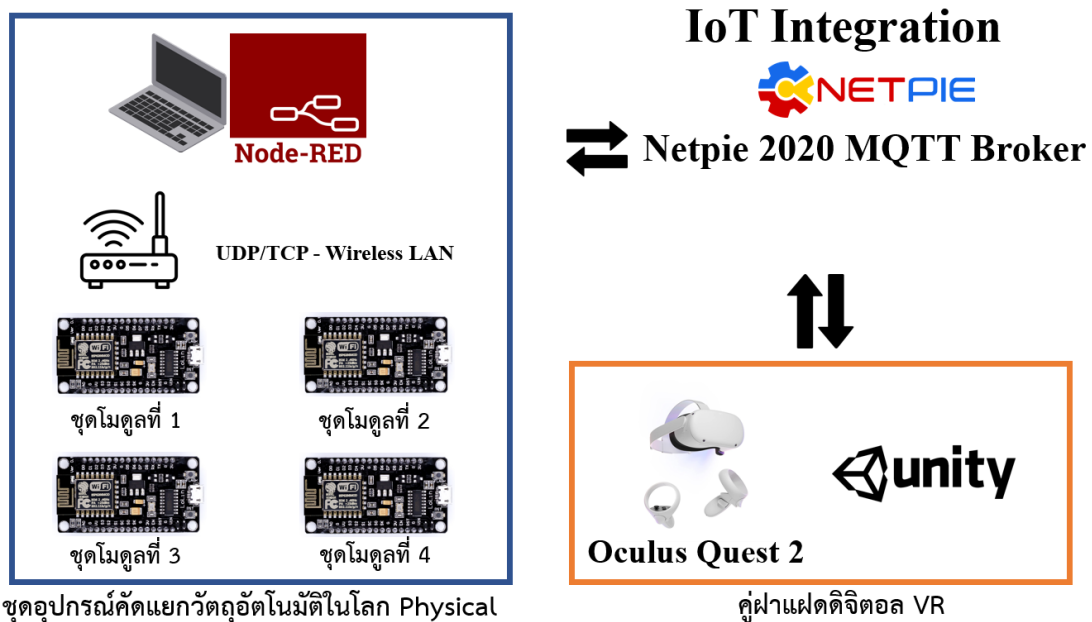 IoT Integration
NETPIE
Netpie 2020 MQTT Broker
Node-RED
UDP/TCP - Wireless LAN
ชุดโมดูลที่ 1
ชุดโมดูลที่ 2
ชุดโมดูลที่ 3
ชุดโมดูลที่ 4
ชุดอุปกรณ์คัดแยกวัตถุอัตโนมัติในโลก Physical
unity
Oculus Quest 2
คู่ฝาแฝดดิจิตอล VR